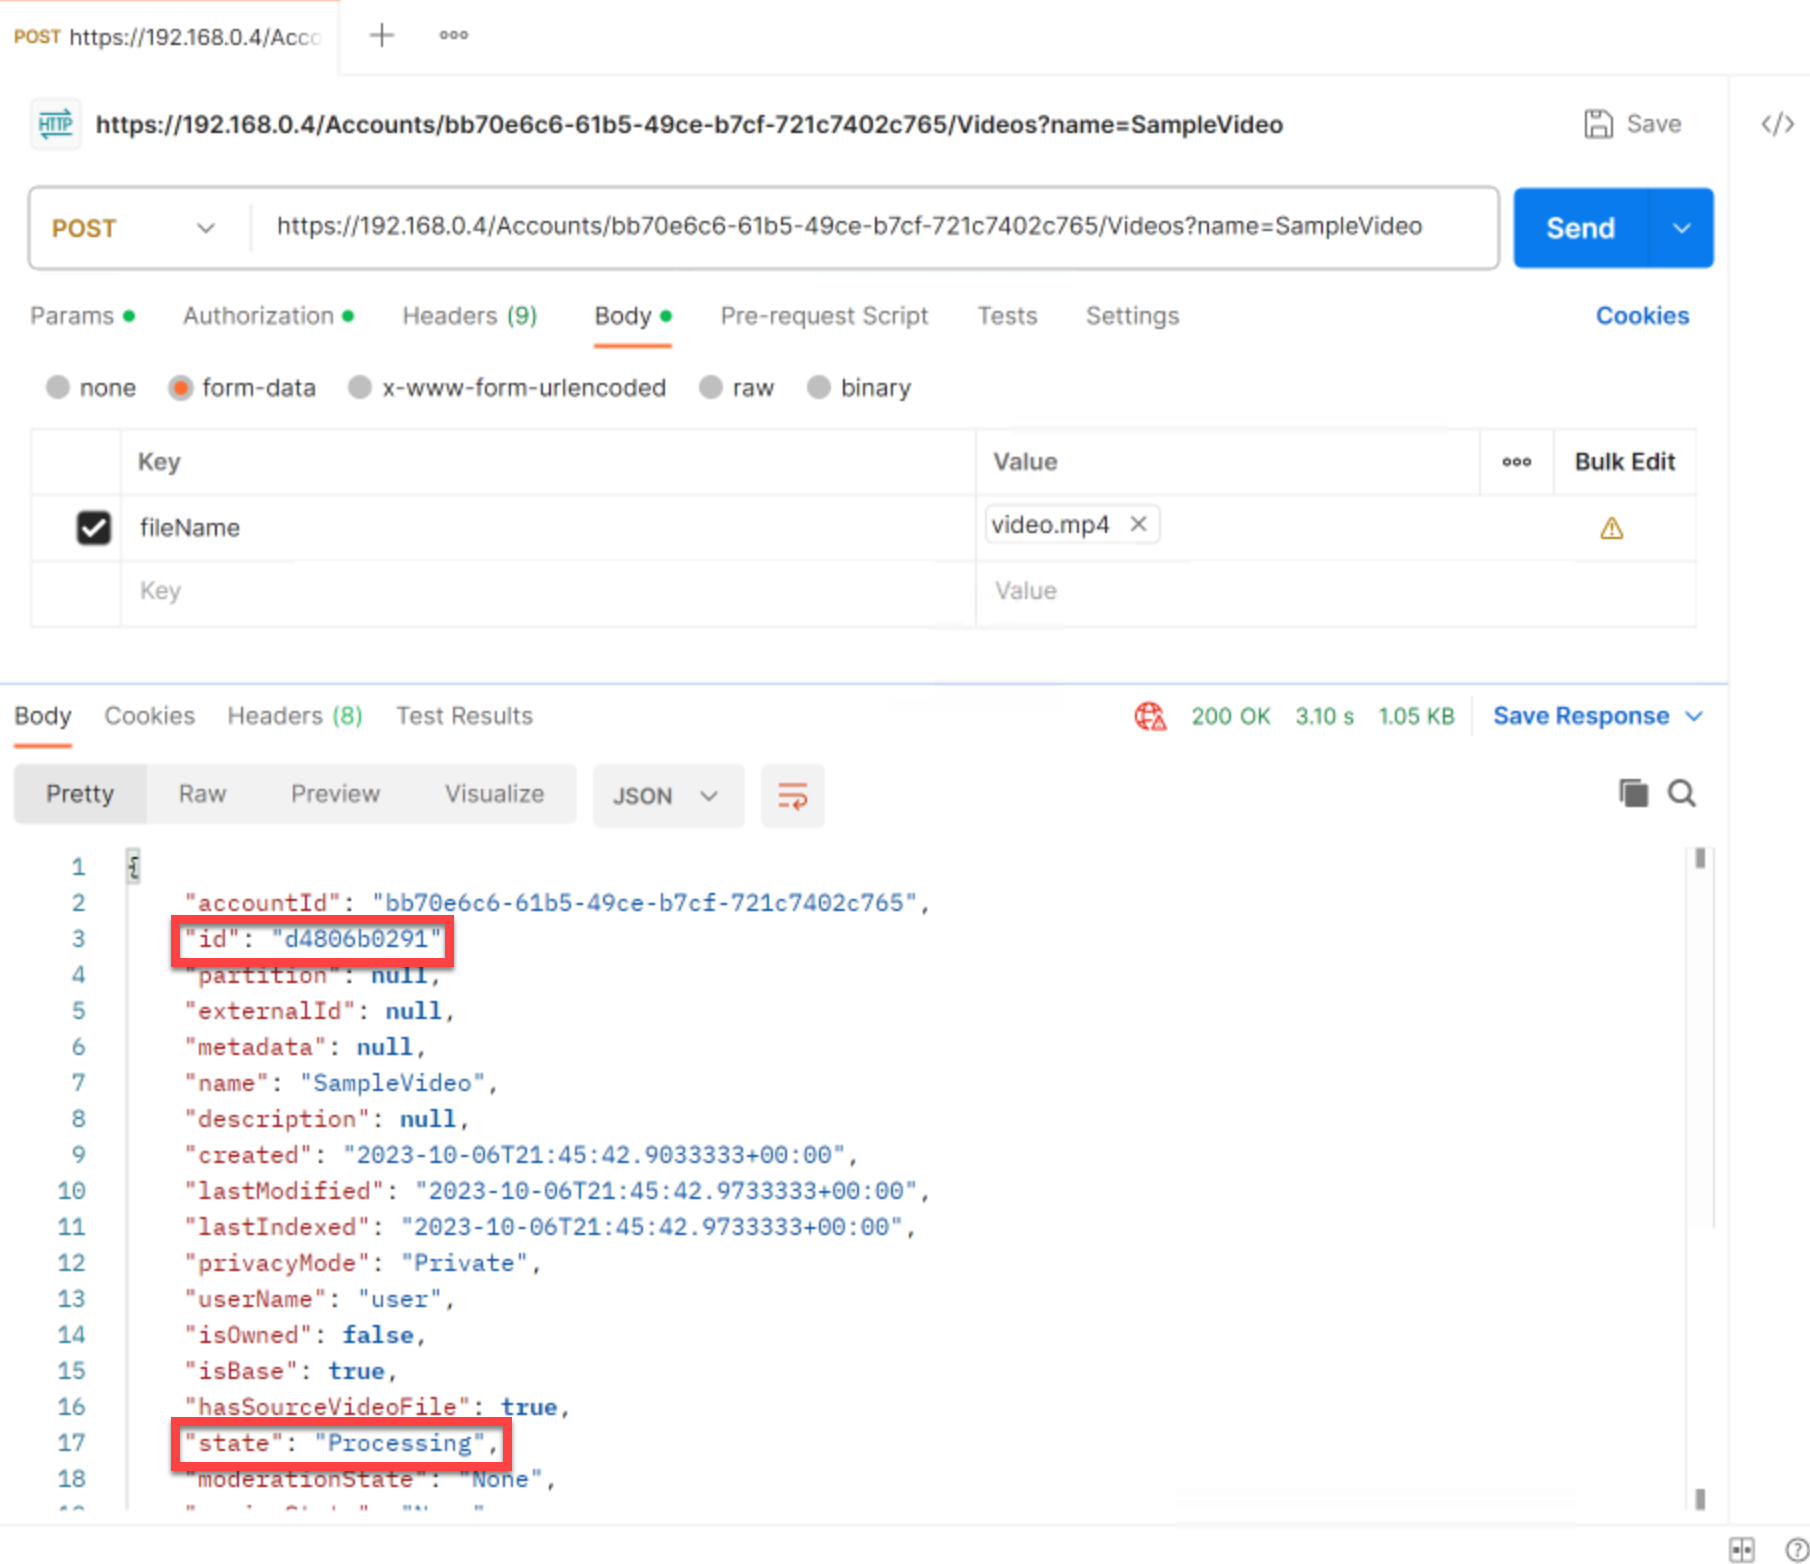 POST https://192.168.0.4/Acco
HTTP https://192.168.0.4/Accounts/bb70e6c6-61b5-49ce-b7cf-721c7402c765/Videos?name=SampleVideo Save </>
POST https://192.168.0.4/Accounts/bb70e6c6-61b5-49ce-b7cf-721c7402c765/Videos?name=SampleVideo Send
Params Authorization Headers (9) Body Pre-request Script Tests Settings Cookies
none form-data x-www-form-urlencoded raw binary
Key Value Bulk Edit
fileName video.mp4
Key Value
Body Cookies Headers (8) Test Results 200 OK 3.10 s 1.05 KB Save Response
Pretty Raw Preview Visualize JSON
1 {
2 "accountId": "bb70e6c6-61b5-49ce-b7cf-721c7402c765",
3 "id": "d4806b0291"
4 "partition": null,
5 "externalId": null,
6 "metadata": null,
7 "name": "SampleVideo",
8 "description": null,
9 "created": "2023-10-06T21:45:42.9033333+00:00",
10 "lastModified": "2023-10-06T21:45:42.9733333+00:00",
11 "lastIndexed": "2023-10-06T21:45:42.9733333+00:00",
12 "privacyMode": "Private",
13 "userName": "user",
14 "isOwned": false,
15 "isBase": true,
16 "hasSourceVideoFile": true,
17 "state": "Processing",
18 "moderationState": "None",